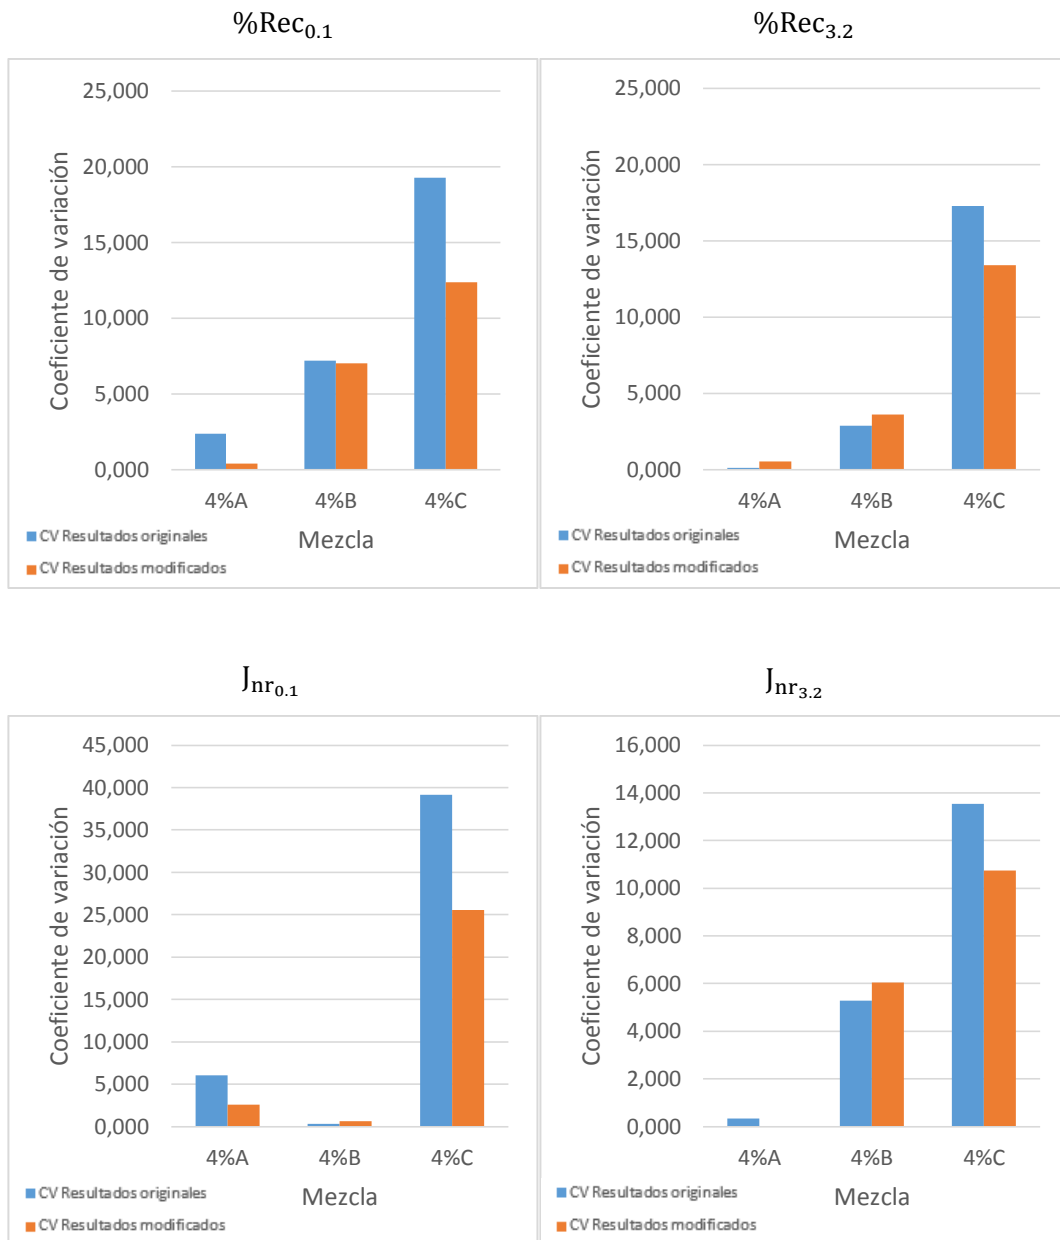 %Rec₀.₁
25,000
20,000
15,000
10,000
5,000
0,000
Coeficiente de variación
4%A 4%B 4%C
Mezcla
CV Resultados originales
CV Resultados modificados
%Rec₃.₂
25,000
20,000
15,000
10,000
5,000
0,000
Coeficiente de variación
4%A 4%B 4%C
Mezcla
CV Resultados originales
CV Resultados modificados
Jnr₀.₁
45,000
40,000
35,000
30,000
25,000
20,000
15,000
10,000
5,000
0,000
Coeficiente de variación
4%A 4%B 4%C
Mezcla
CV Resultados originales
CV Resultados modificados
Jnr₃.₂
16,000
14,000
12,000
10,000
8,000
6,000
4,000
2,000
0,000
Coeficiente de variación
4%A 4%B 4%C
Mezcla
CV Resultados originales
CV Resultados modificados